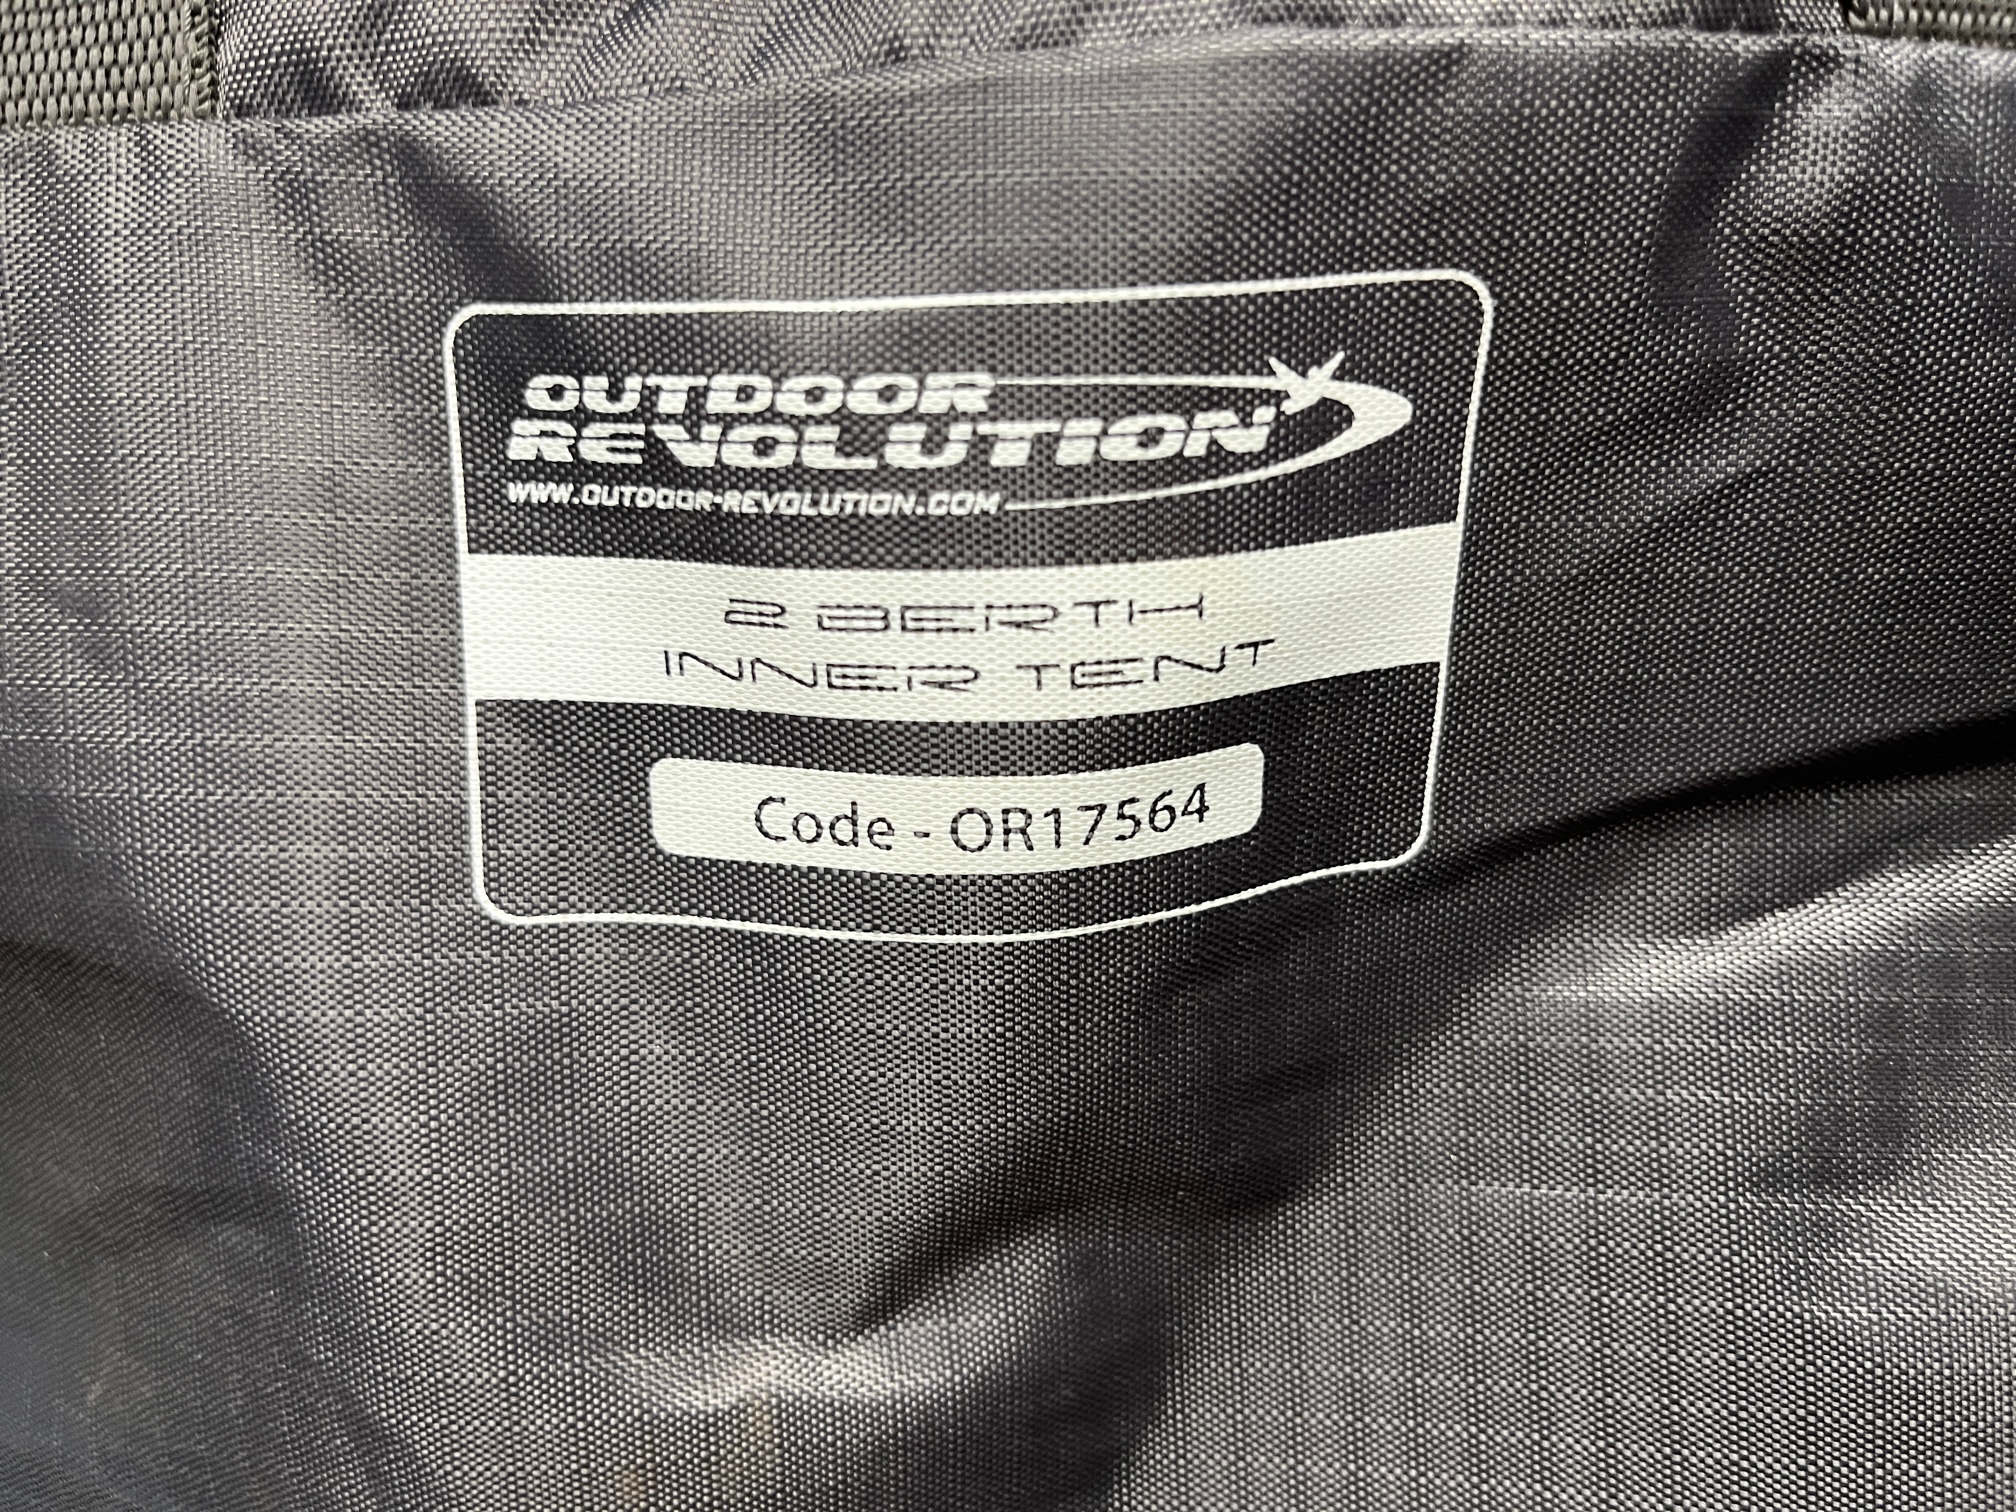 OUTDOOR
REVOLUTION
WWW.OUTDOOR-REVOLUTION.COM
2 BERTH
INNER TENT
Code - OR17564